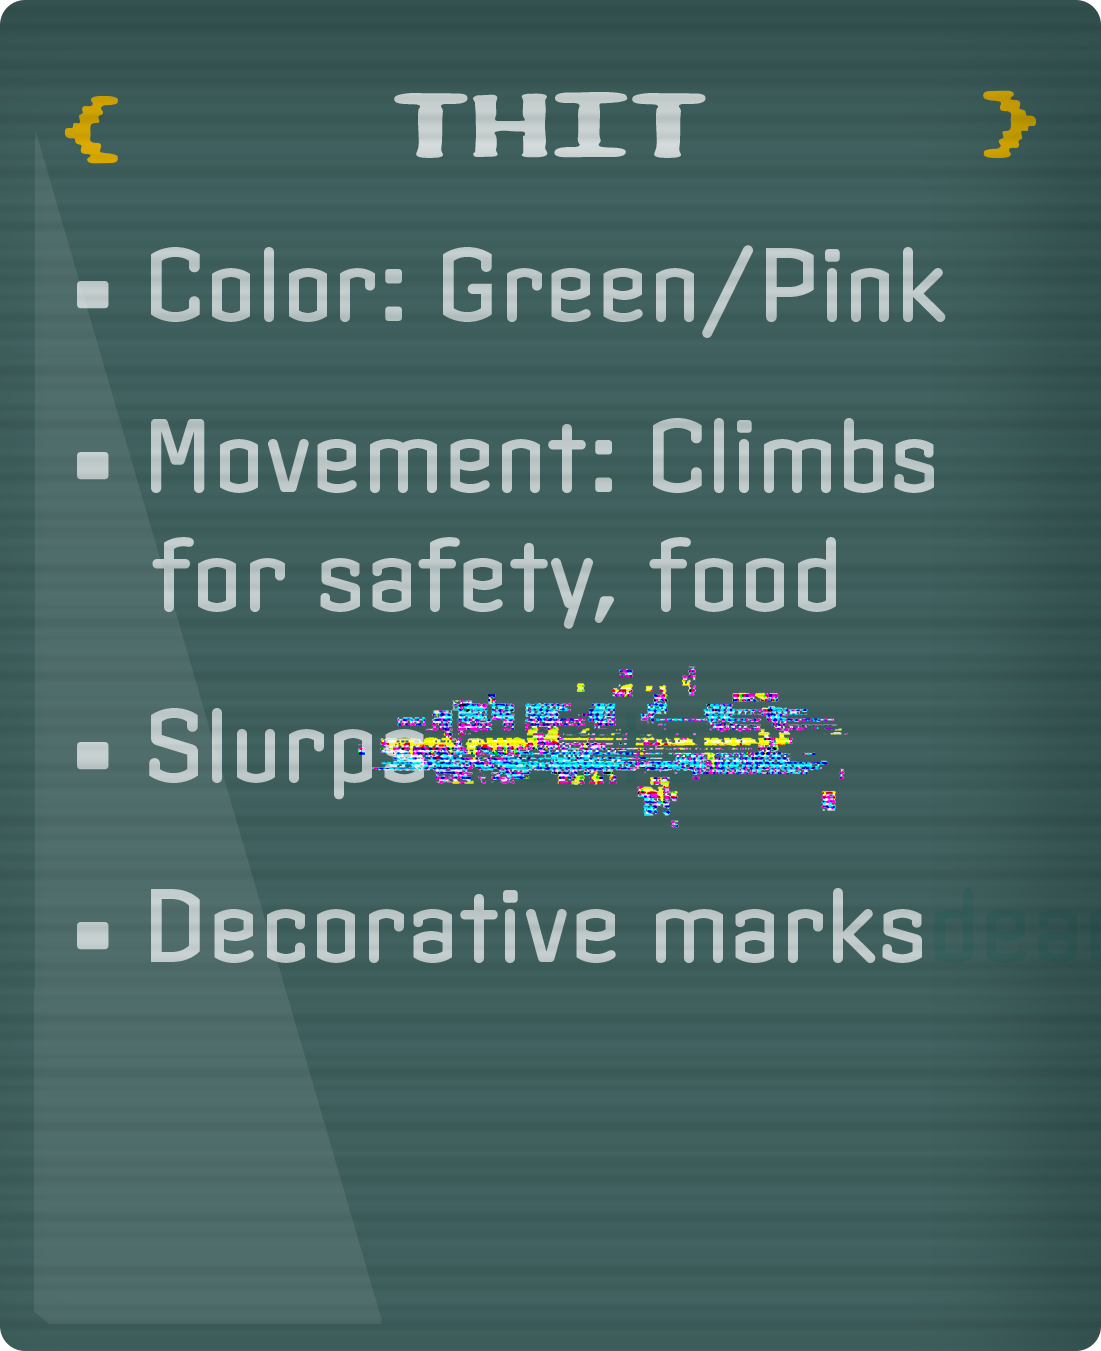 THIT
▪ Color: Green/Pink
▪ Movement: Climbs
for safety, food
▪ Slurps
▪ Decorative marks